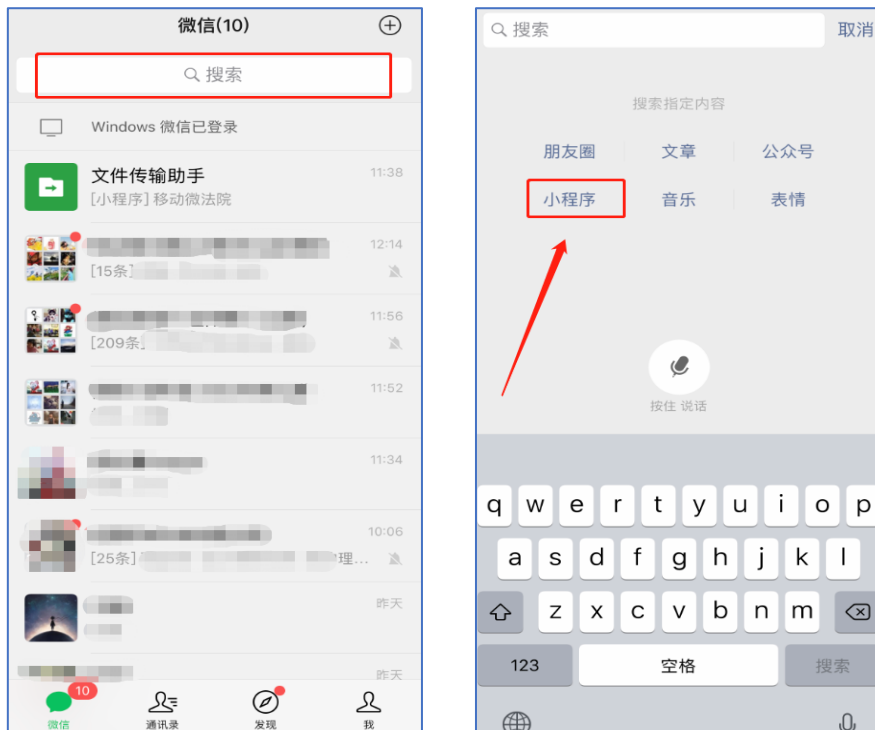 微信(10)
搜索
Windows 微信已登录
文件传输助手
11:38
[小程序] 移动微法院
12:14
[15条]
11:56
[209条]
11:52
11:34
10:06
[25条]
理...
昨天
昨天
10
微信
通讯录
发现
我
搜索
取消
搜索指定内容
朋友圈
文章
公众号
小程序
音乐
表情
按住 说话
q w e r t y u i o p
a s d f g h j k l
z x c v b n m
123
空格
搜索